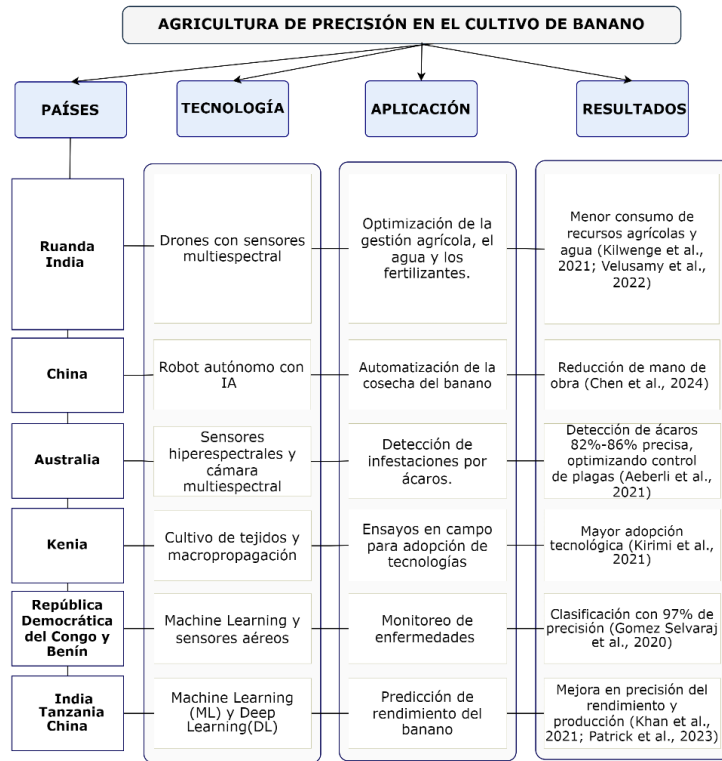 AGRICULTURA DE PRECISIÓN EN EL CULTIVO DE BANANO
PAÍSES
TECNOLOGÍA
APLICACIÓN
RESULTADOS
Ruanda
India
Drones con sensores
multiespectral
Optimización de la
gestión agrícola, el
agua y los
fertilizantes.
Menor consumo de
recursos agrícolas y
agua (Kilwenge et al.,
2021; Velusamy et al.,
2022)
China
Robot autónomo con
IA
Automatización de la
cosecha del banano
Reducción de mano de
obra (Chen et al., 2024)
Australia
Sensores
hiperespectrales y
cámara
multiespectral
Detección de
infestaciones por
ácaros.
Detección de ácaros
82%-86% precisa,
optimizando control
de plagas (Aeberli et al.,
2021)
Kenia
Cultivo de tejidos y
macropropagación
Ensayos en campo
para adopción de
tecnologías
Mayor adopción
tecnológica (Kirimi et al.,
2021)
República
Democrática
del Congo y
Benín
Machine Learning
y sensores aéreos
Monitoreo de
enfermedades
Clasificación con 97% de
precisión (Gomez Selvaraj
et al., 2020)
India
Tanzania
China
Machine Learning
(ML) y Deep
Learning(DL)
Predicción de
rendimiento del
banano
Mejora en precisión del
rendimiento y
producción (Khan et al.,
2021; Patrick et al., 2023)